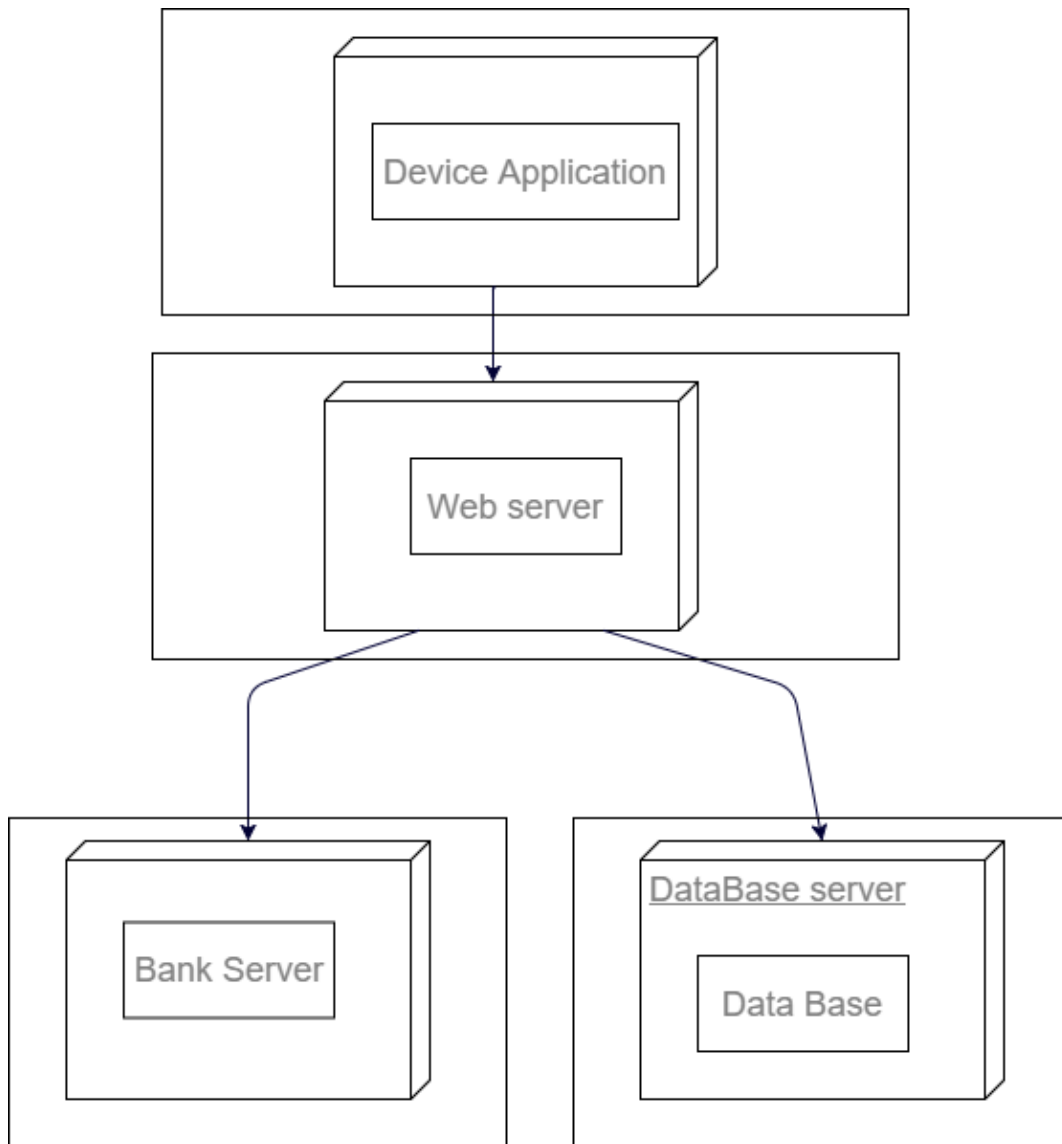 Device Application
Web server
Bank Server
DataBase server
Data Base